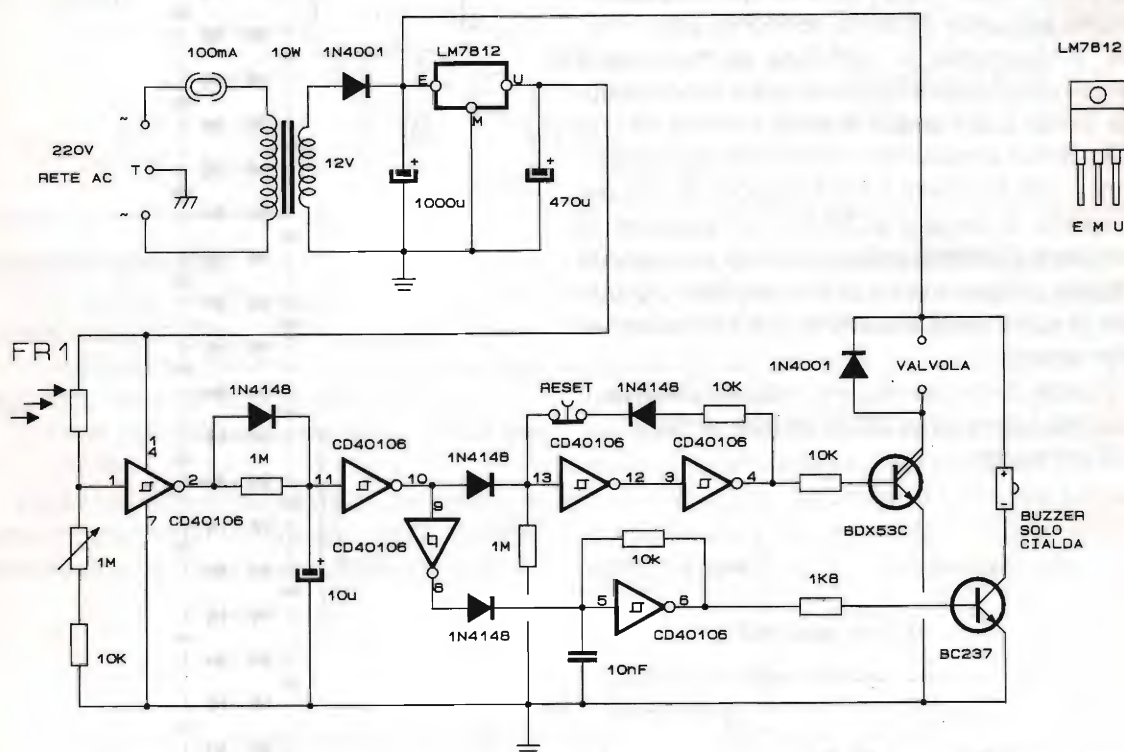 100mA
10W
1N4001
LM7812
E
U
M
LM7812
~
220V
RETE AC
T
~
12V
+
1000u
+
470u
E M U
FR1
1N4148
RESET
1N4148
10K
1N4001
VALVOLA
1
4
1M
CD40106
1N4148
CD40106
CD40106
10K
1
2
11
10
13
12
3
4
7
CD40106
9
CD40106
1M
BDX53C
+
-
BUZZER
SOLO
CIALDA
1M
+
10u
8
10k
1K8
5
6
1N4148
CD40106
BC237
10K
10nF